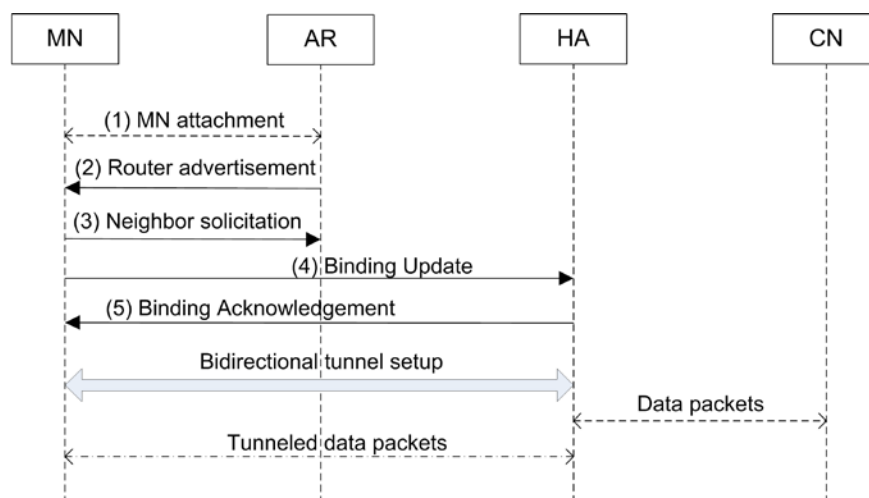 MN AR HA CN
(1) MN attachment
(2) Router advertisement
(3) Neighbor solicitation
(4) Binding Update
(5) Binding Acknowledgement
Bidirectional tunnel setup
Data packets
Tunneled data packets